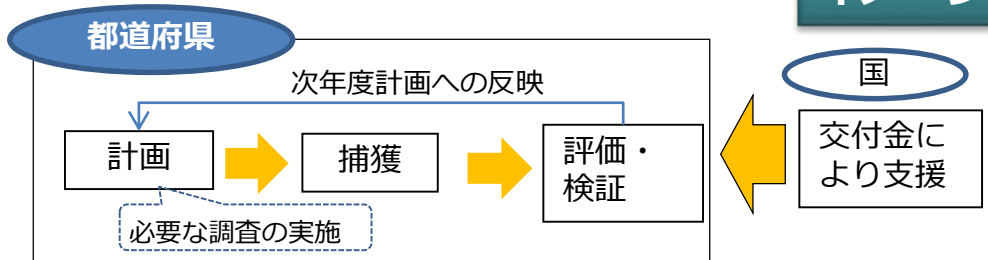 都道府県
国
次年度計画への反映
計画
捕獲
評価・
検証
交付金に
より支援
必要な調査の実施